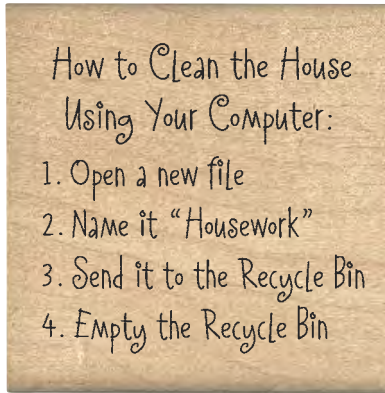 How to Clean the House
Using Your Computer:
1. Open a new file
2. Name it “Housework”
3. Send it to the Recycle Bin
4. Empty the Recycle Bin